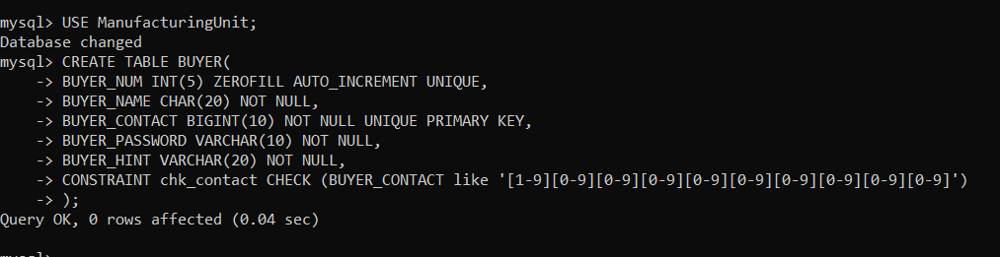 mysql> USE ManufacturingUnit;
Database changed
mysql> CREATE TABLE BUYER(
    -> BUYER_NUM INT(5) ZEROFILL AUTO_INCREMENT UNIQUE,
    -> BUYER_NAME CHAR(20) NOT NULL,
    -> BUYER_CONTACT BIGINT(10) NOT NULL UNIQUE PRIMARY KEY,
    -> BUYER_PASSWORD VARCHAR(10) NOT NULL,
    -> BUYER_HINT VARCHAR(20) NOT NULL,
    -> CONSTRAINT chk_contact CHECK (BUYER_CONTACT like '[1-9][0-9][0-9][0-9][0-9][0-9][0-9][0-9][0-9][0-9]')
    -> );
Query OK, 0 rows affected (0.04 sec)
mysql>